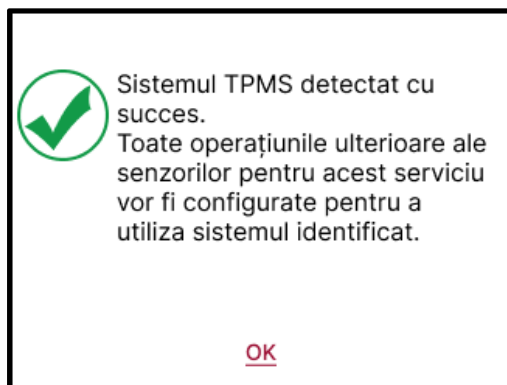 Sistemul TPMS detectat cu
succes.
Toate operațiunile ulterioare ale
senzorilor pentru acest serviciu
vor fi configurate pentru a
utiliza sistemul identificat.
OK